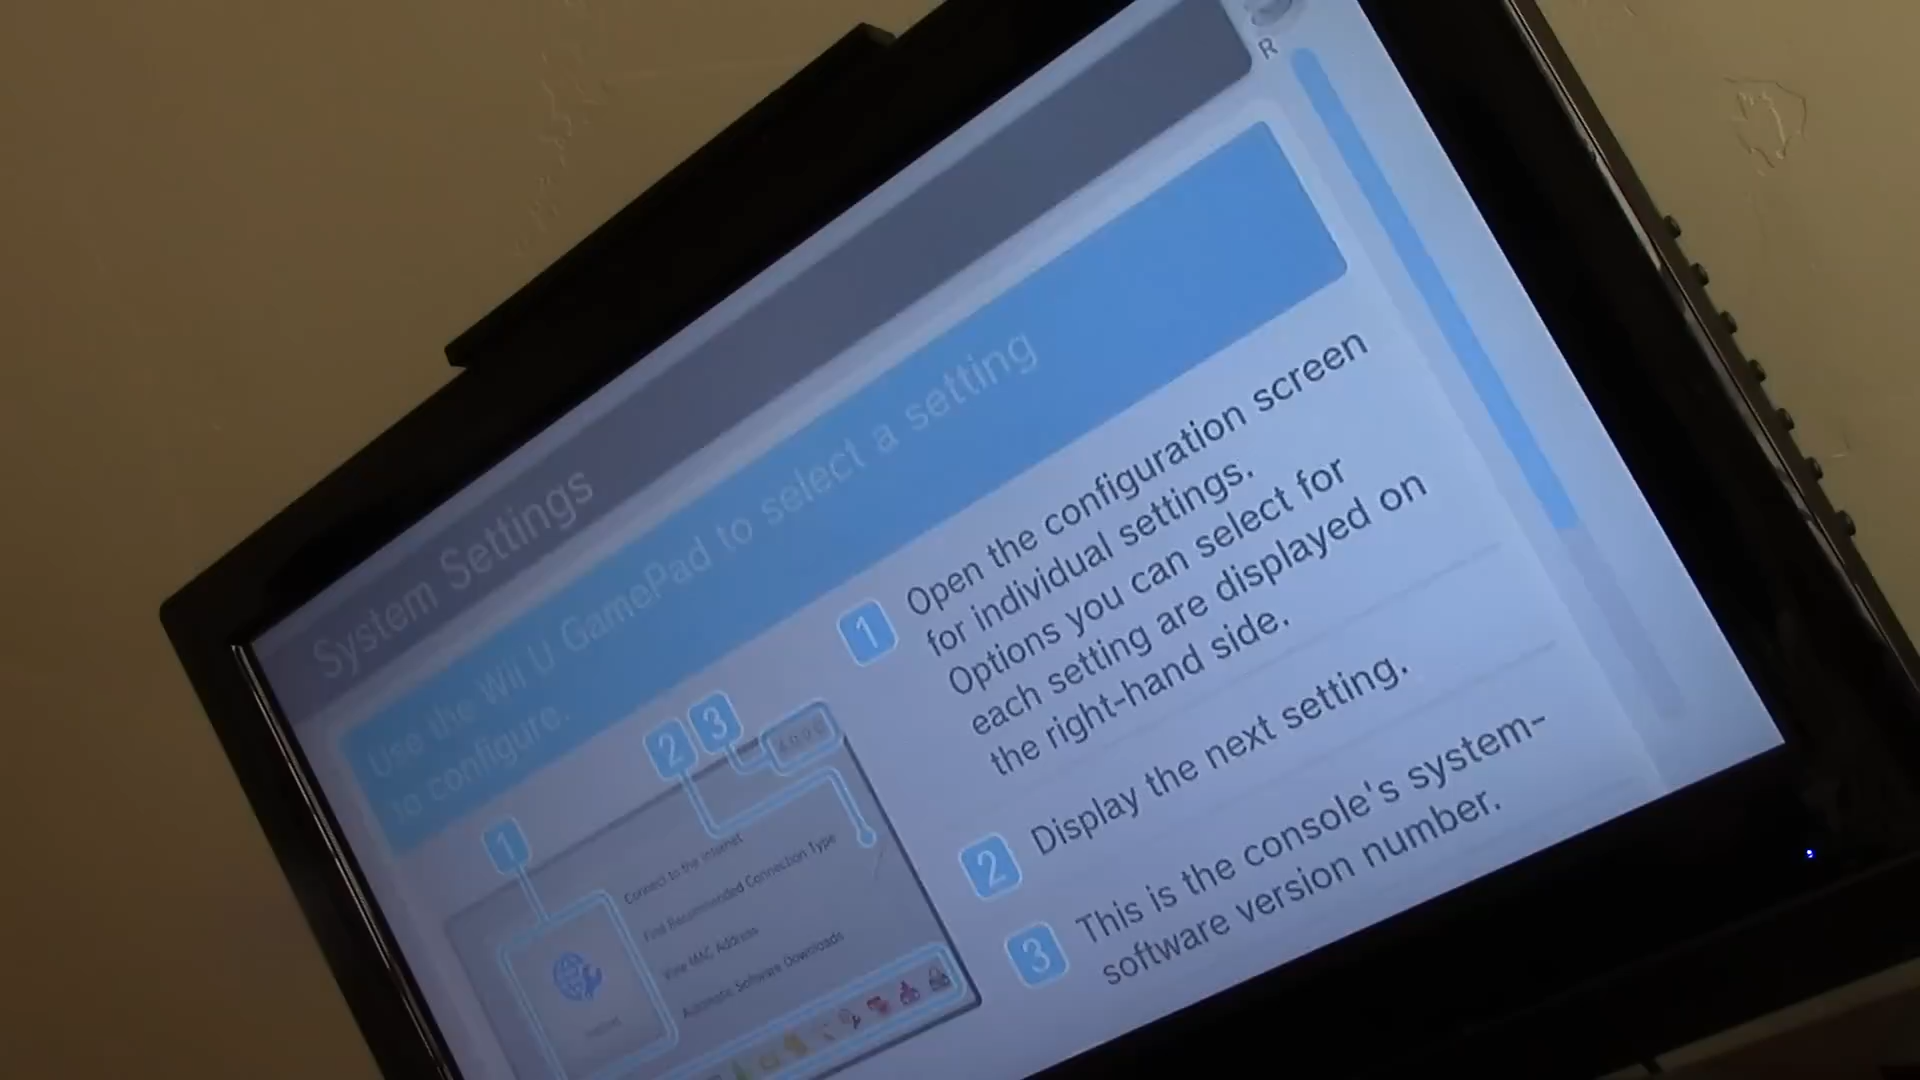 R
System Settings
Use the Wii U GamePad to select a setting
to configure.
1
Open the configuration screen
for individual settings.
Options you can select for
each setting are displayed on
the right-hand side.
2
Display the next setting.
3
This is the console's system-
software version number.
1
2 3
Connect to the Internet
Find Recommended Connection Type
View MAC Address
Automatic Software Downloads